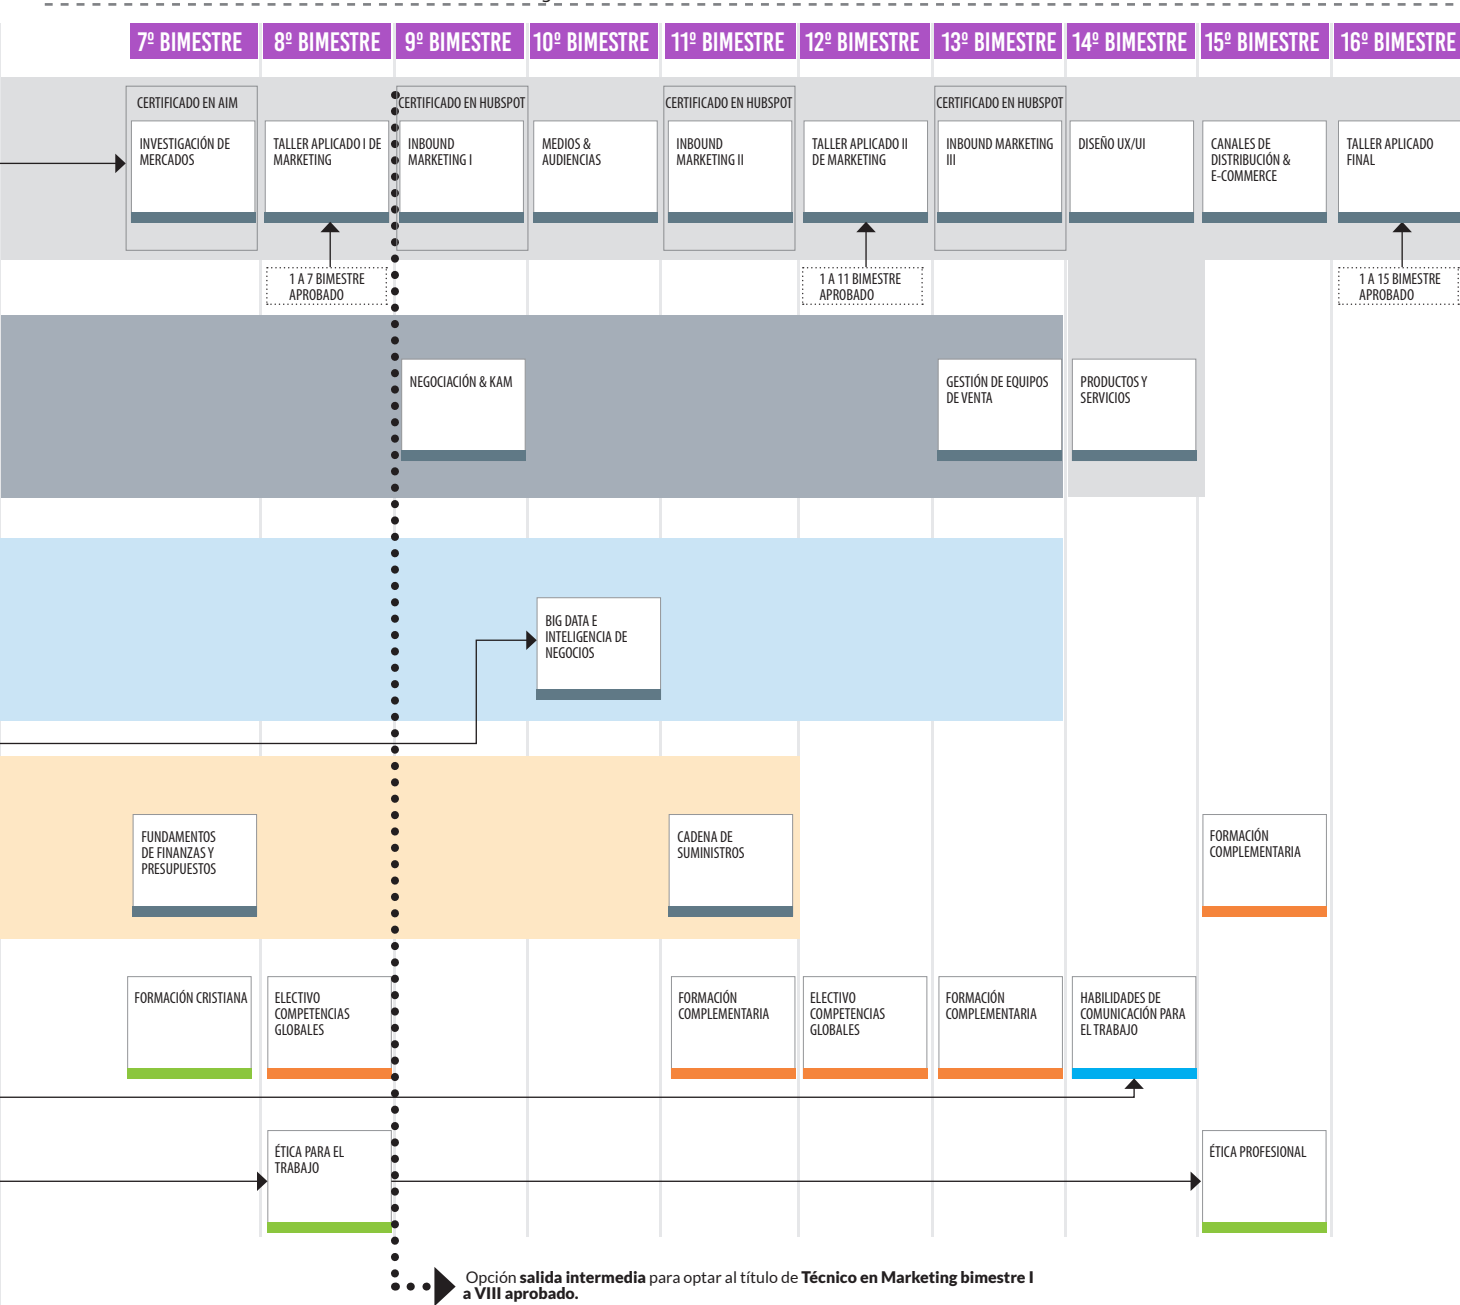 7º BIMESTRE
8º BIMESTRE
9º BIMESTRE
10º BIMESTRE
11º BIMESTRE
12º BIMESTRE
13º BIMESTRE
14º BIMESTRE
15º BIMESTRE
16º BIMESTRE
CERTIFICADO EN AIM
CERTIFICADO EN HUBSPOT
CERTIFICADO EN HUBSPOT
CERTIFICADO EN HUBSPOT
INVESTIGACIÓN DE
MERCADOS
TALLER APLICADO I DE
MARKETING
INBOUND
MARKETING I
MEDIOS &
AUDIENCIAS
INBOUND
MARKETING II
TALLER APLICADO II
DE MARKETING
INBOUND MARKETING
III
DISEÑO UX/UI
CANALES DE
DISTRIBUCIÓN &
E-COMMERCE
TALLER APLICADO
FINAL
1 A 7 BIMESTRE
APROBADO
1 A 11 BIMESTRE
APROBADO
1 A 15 BIMESTRE
APROBADO
NEGOCIACIÓN & KAM
GESTIÓN DE EQUIPOS
DE VENTA
PRODUCTOS Y
SERVICIOS
BIG DATA E
INTELIGENCIA DE
NEGOCIOS
FUNDAMENTOS
DE FINANZAS Y
PRESUPUESTOS
CADENA DE
SUMINISTROS
FORMACIÓN
COMPLEMENTARIA
FORMACIÓN CRISTIANA
ELECTIVO
COMPETENCIAS
GLOBALES
FORMACIÓN
COMPLEMENTARIA
ELECTIVO
COMPETENCIAS
GLOBALES
FORMACIÓN
COMPLEMENTARIA
HABILIDADES DE
COMUNICACIÓN PARA
EL TRABAJO
ÉTICA PARA EL
TRABAJO
ÉTICA PROFESIONAL
Opción salida intermedia para optar al título de Técnico en Marketing bimestre I
a VIII aprobado.